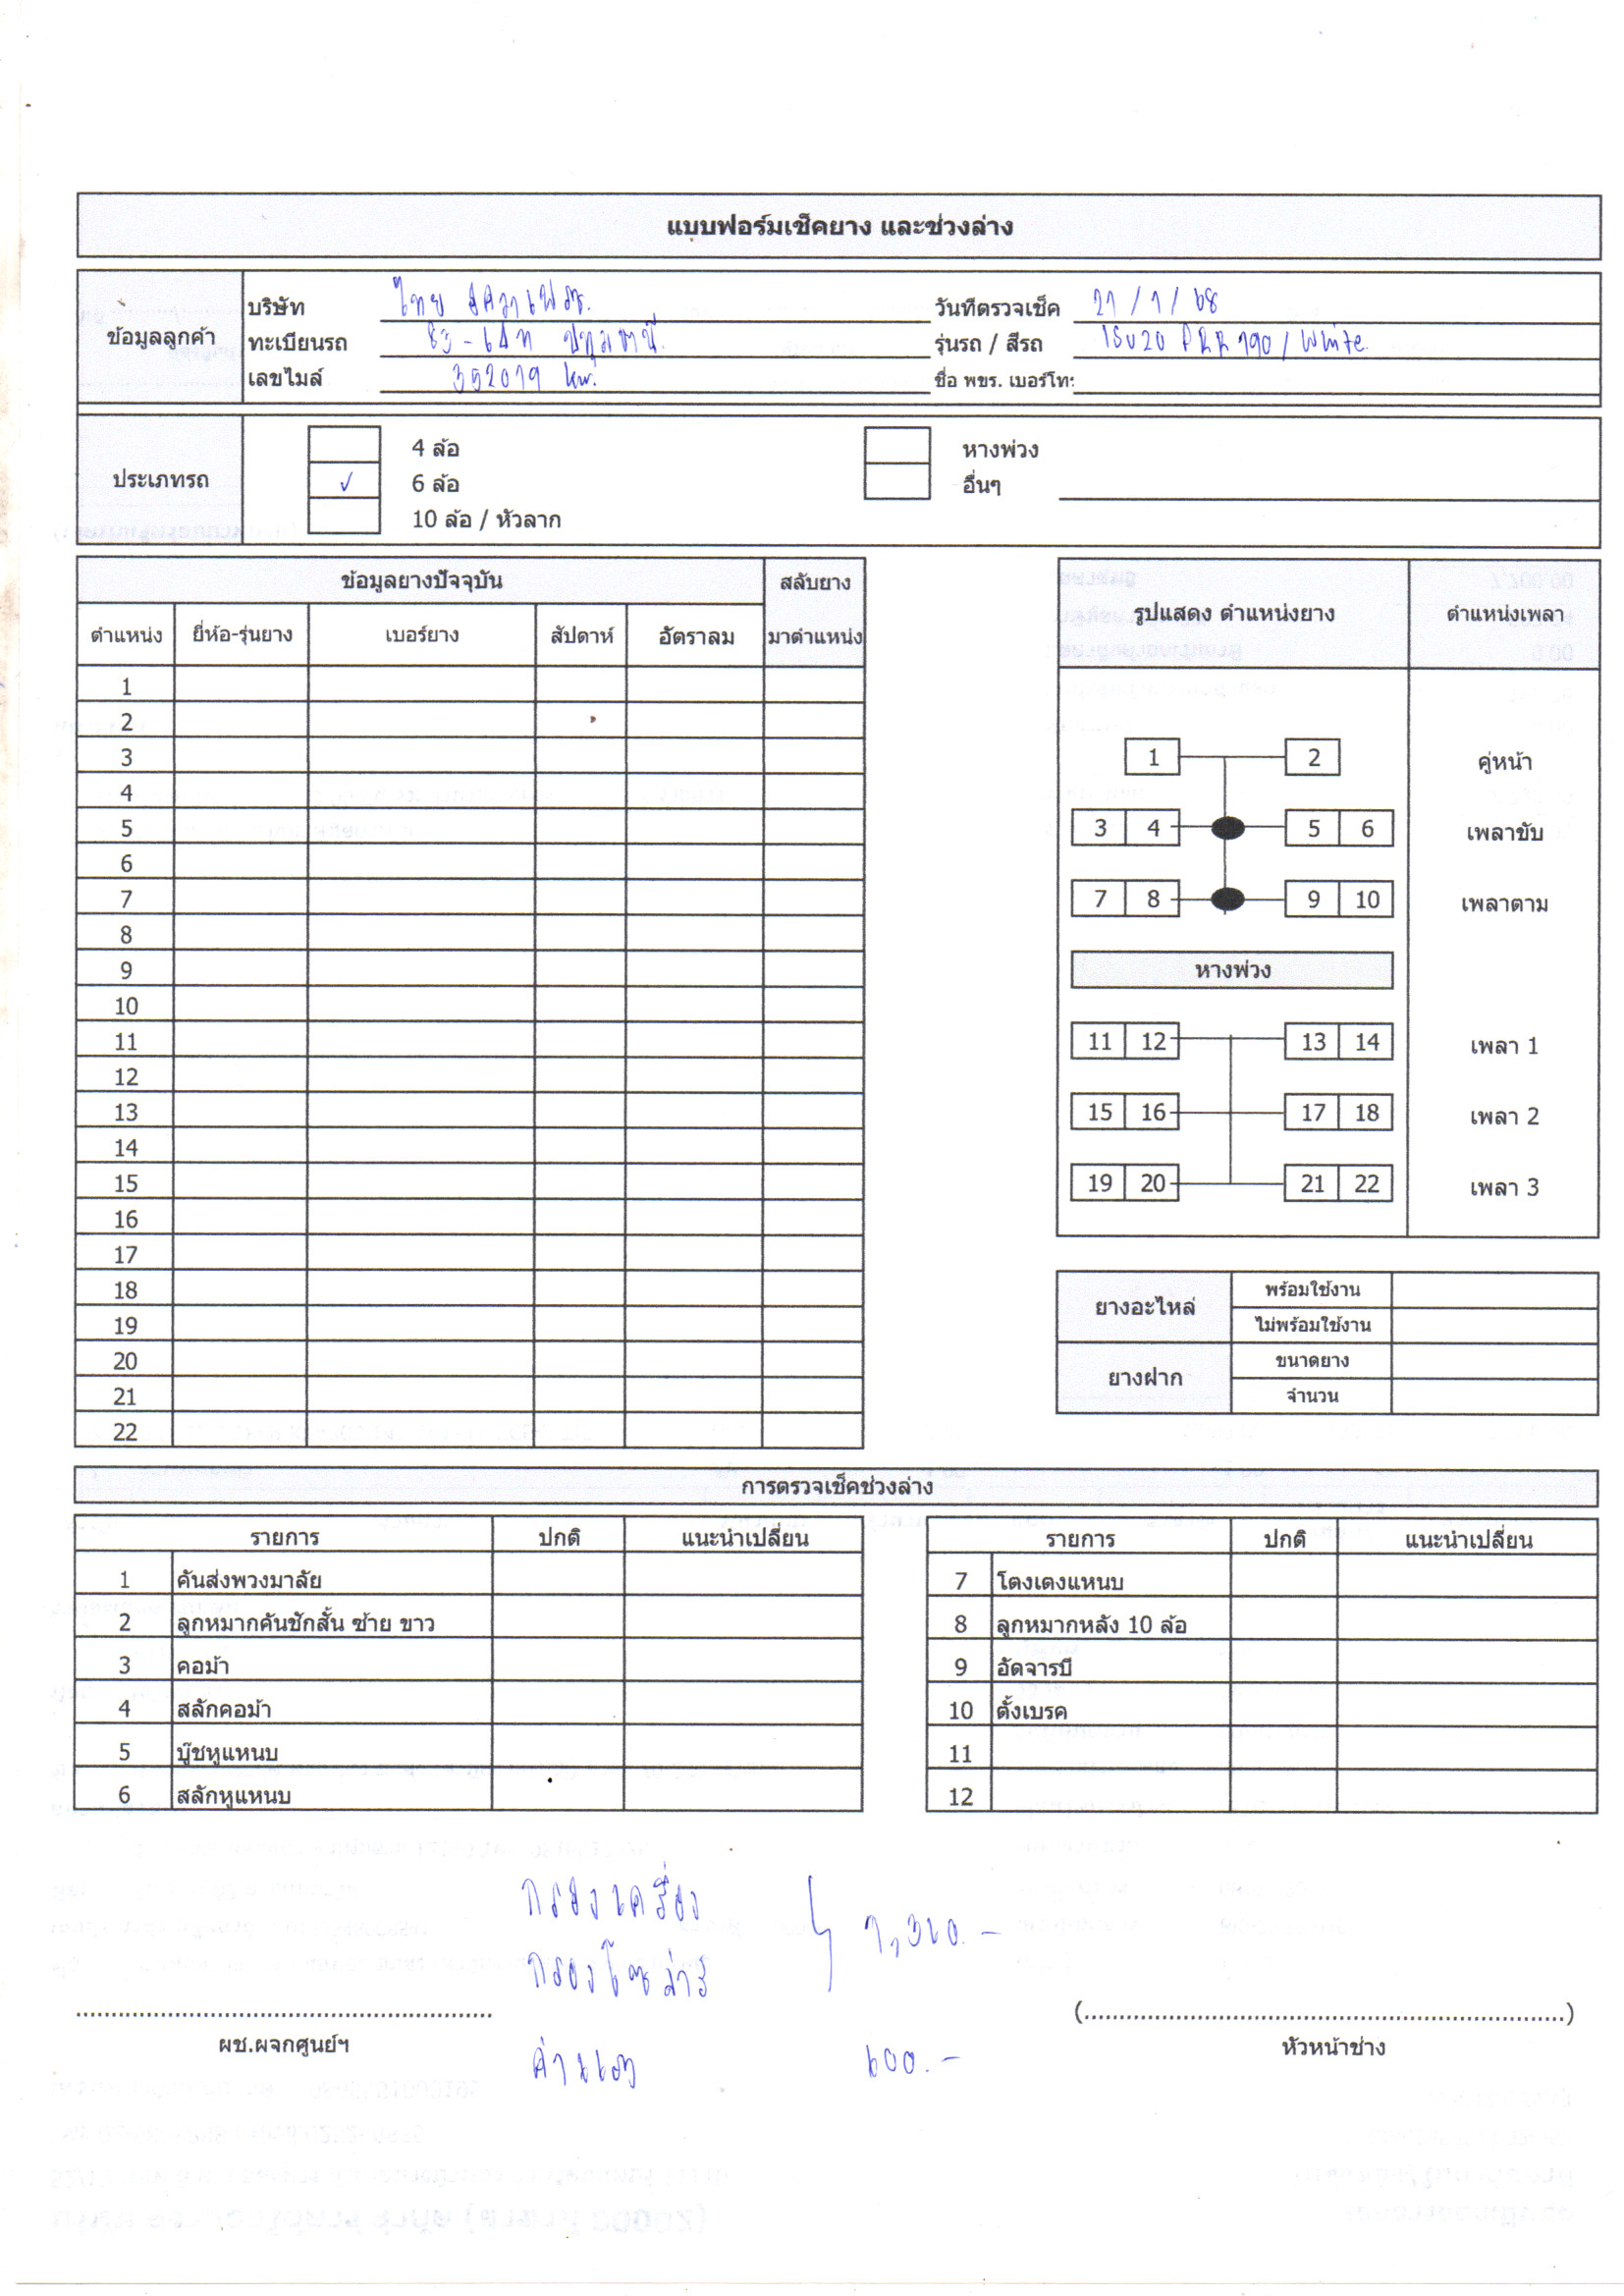 แบบฟอร์มเช็คยาง และช่วงล่าง
ข้อมูลลูกค้า
บริษัท ไทย
วันที่ตรวจเช็ค 21 / 1 / 68
ทะเบียนรถ ปทุมธานี
รุ่นรถ / สีรถ ISUZU 190 / White
เลขไมล์ 352019 km.
ชื่อ พขร. เบอร์โทร
ประเภทรถ
4 ล้อ
หางพ่วง
✓ 6 ล้อ
อื่นๆ
10 ล้อ / หัวลาก
ข้อมูลยางปัจจุบัน สลับยาง
ตำแหน่ง ยี่ห้อ-รุ่นยาง เบอร์ยาง สัปดาห์ อัตราลม มาตำแหน่ง
1
2
3
4
5
6
7
8
9
10
11
12
13
14
15
16
17
18
19
20
21
22
รูปแสดง ตำแหน่งยาง ตำแหน่งเพลา
1 2 คู่หน้า
3 4 5 6 เพลาขับ
7 8 9 10 เพลาตาม
หางพ่วง
11 12 13 14 เพลา 1
15 16 17 18 เพลา 2
19 20 21 22 เพลา 3
ยางอะไหล่ พร้อมใช้งาน
ไม่พร้อมใช้งาน
ยางฝาก ขนาดยาง
จำนวน
การตรวจเช็คช่วงล่าง
รายการ ปกติ แนะนำเปลี่ยน
1 คันส่งพวงมาลัย
2 ลูกหมากคันชักสั้น ซ้าย ขาว
3 คอม้า
4 สลักคอม้า
5 บู๊ชหูแหนบ
6 สลักหูแหนบ
รายการ ปกติ แนะนำเปลี่ยน
7 โตงเตงแหนบ
8 ลูกหมากหลัง 10 ล้อ
9 อัดจารบี
10 ตั้งเบรค
11
12
กรองเครื่อง
กรองโซล่าร์ 1,310.-
ค่าแรง 600.-
ผช.ผจกศูนย์ฯ
(....................)
หัวหน้าช่าง